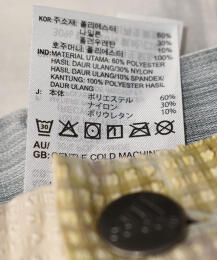 KOR: 주소재: 폴리에스터 60%
나일론 30%
폴리우레탄 10%
호주머니: 폴리에스터 100%
IND: MATERIAL UTAMA: 60% POLYESTER
HASIL DAUR ULANG/30% NYLON
HASIL DAUR ULANG/10%
KANTUNG: 100% POLYESTER HASIL
DAUR ULANG
J: 本体 ポリエステル 60%
ナイロン 30%
ポリウレタン 10%
30
AU/
GB: GENTLE COLD MACHIN